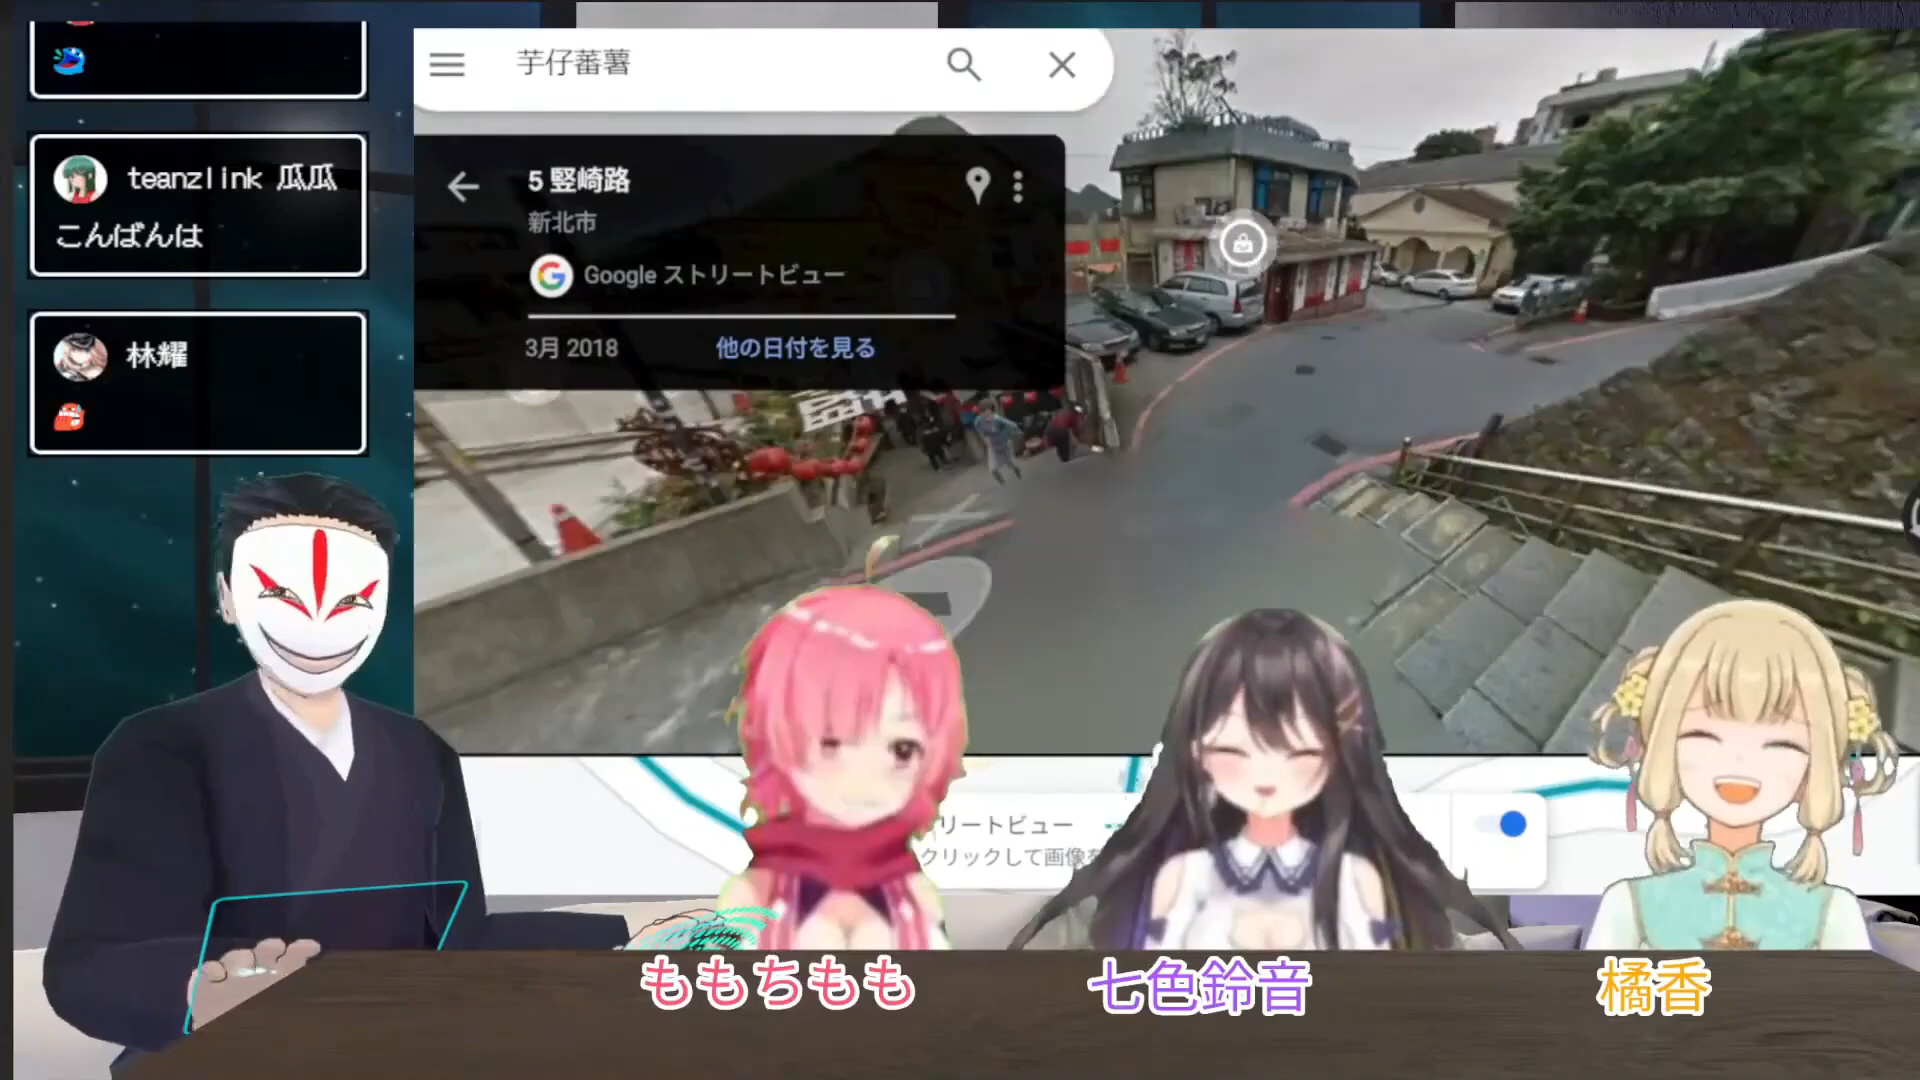 teanzlink 瓜瓜
こんばんは
林耀
芋仔蕃薯
5 竪崎路
新北市
Google ストリートビュー
3月 2018
他の日付を見る
リートビュー
クリックして画像を
ももちもも
七色鈴音
橘香